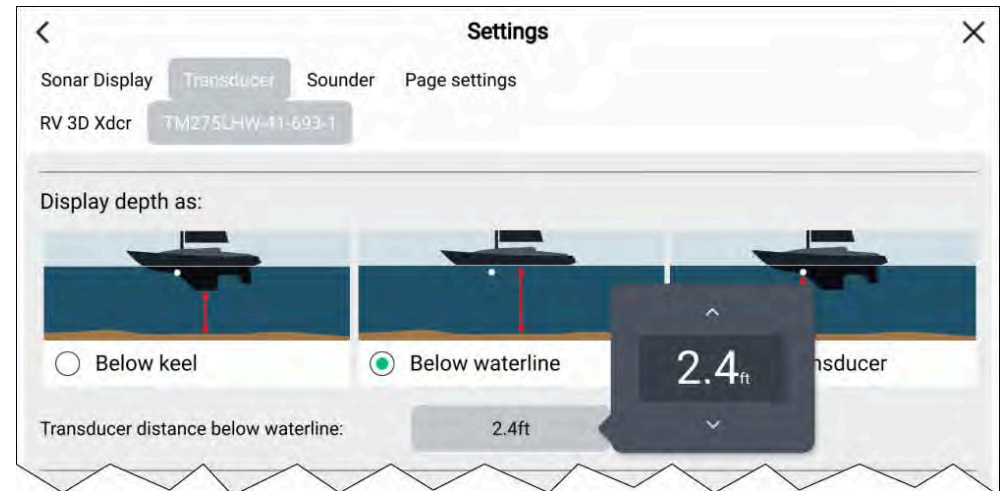 Settings
Sonar Display Transducer Sounder Page settings
RV 3D Xdcr TM275LHW-41-693-1
Display depth as:
Below keel Below waterline nsducer
2.4ft
Transducer distance below waterline: 2.4ft